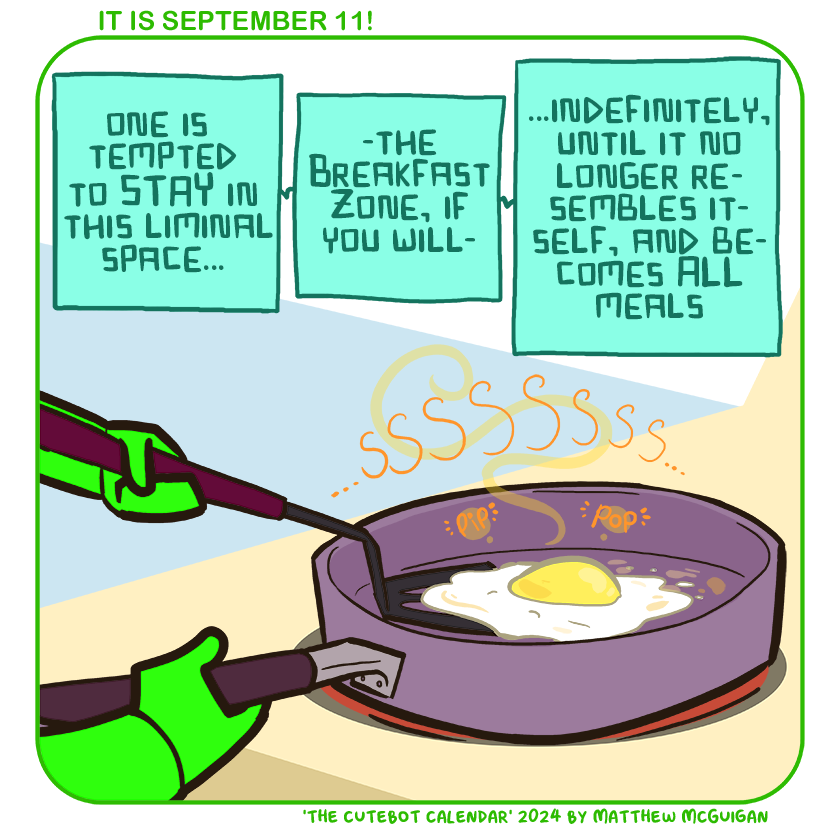 IT IS SEPTEMBER 11!
ONE IS
TEMPTED
TO STAY IN
THIS LIMINAL
SPACE...
-THE
BREAKFAST
ZONE, IF
YOU WILL-
...INDEFINITELY,
UNTIL IT NO
LONGER RE-
SEMBLES IT-
SELF, AND BE-
COMES ALL
MEALS
...SSSSSSSS...
PIP
POP
'THE CUTEBOT CALENDAR' 2024 BY MATTHEW MCGUIGAN